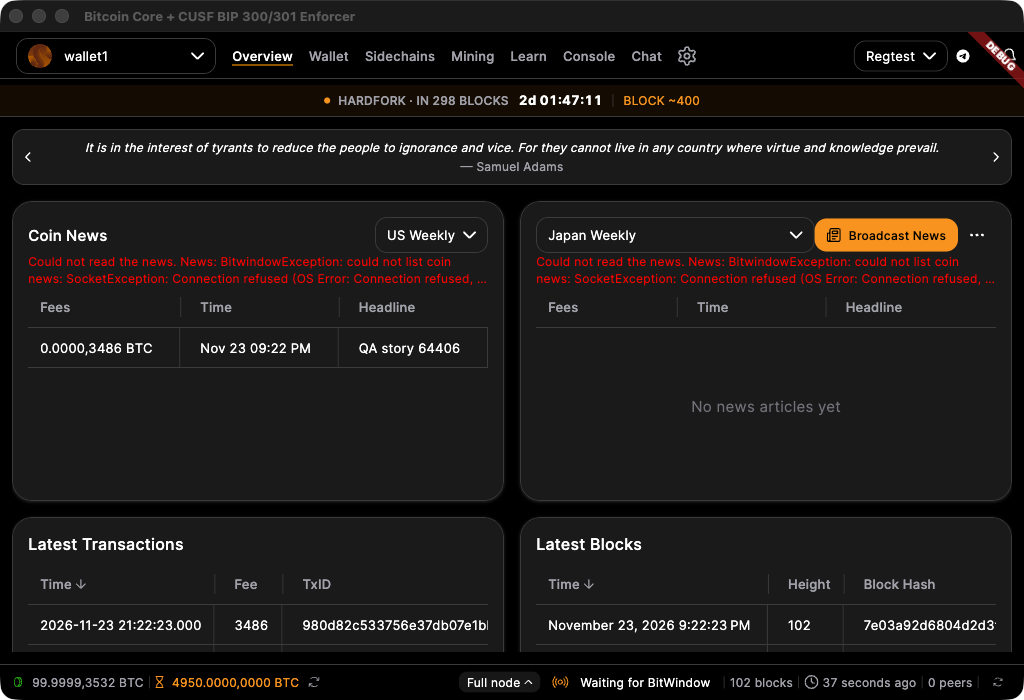 Bitcoin Core + CUSF BIP 300/301 Enforcer
wallet1 Overview Wallet Sidechains Mining Learn Console Chat Regtest DEBUG
HARDFORK · IN 298 BLOCKS 2d 01:47:11 BLOCK ~400
It is in the interest of tyrants to reduce the people to ignorance and vice. For they cannot live in any country where virtue and knowledge prevail.
— Samuel Adams
Coin News US Weekly
Could not read the news. News: BitwindowException: could not list coin
news: SocketException: Connection refused (OS Error: Connection refused, ...
Fees Time Headline
0.0000,3486 BTC Nov 23 09:22 PM QA story 64406
Japan Weekly Broadcast News
Could not read the news. News: BitwindowException: could not list coin
news: SocketException: Connection refused (OS Error: Connection refused, ...
Fees Time Headline
No news articles yet
Latest Transactions
Time Fee TxID
2026-11-23 21:22:23.000 3486 980d82c533756e37db07e1b
Latest Blocks
Time Height Block Hash
November 23, 2026 9:22:23 PM 102 7e03a92d6804d2d3
99.9999,3532 BTC 4950.0000,0000 BTC Full node Waiting for BitWindow 102 blocks 37 seconds ago 0 peers